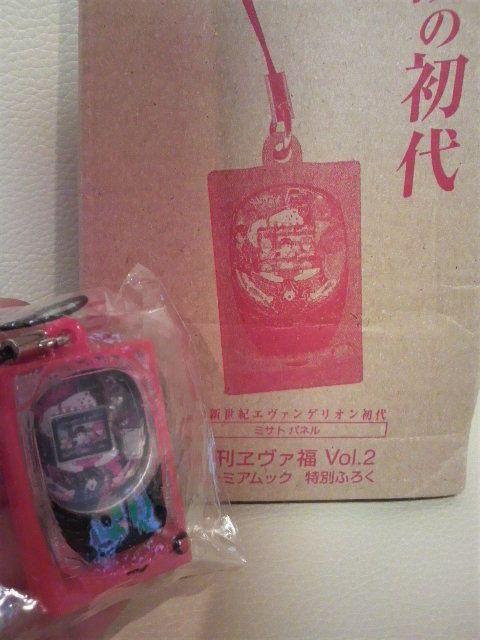 の初代
新世紀エヴァンゲリオン初代
ミサト パネル
刊ヱヴァ福 Vol.2
ミアムック 特別ふろく